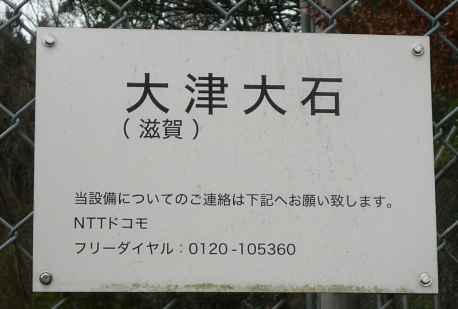 大津大石
（滋賀）
当設備についてのご連絡は下記へお願い致します。
NTTドコモ
フリーダイヤル：0120-105360